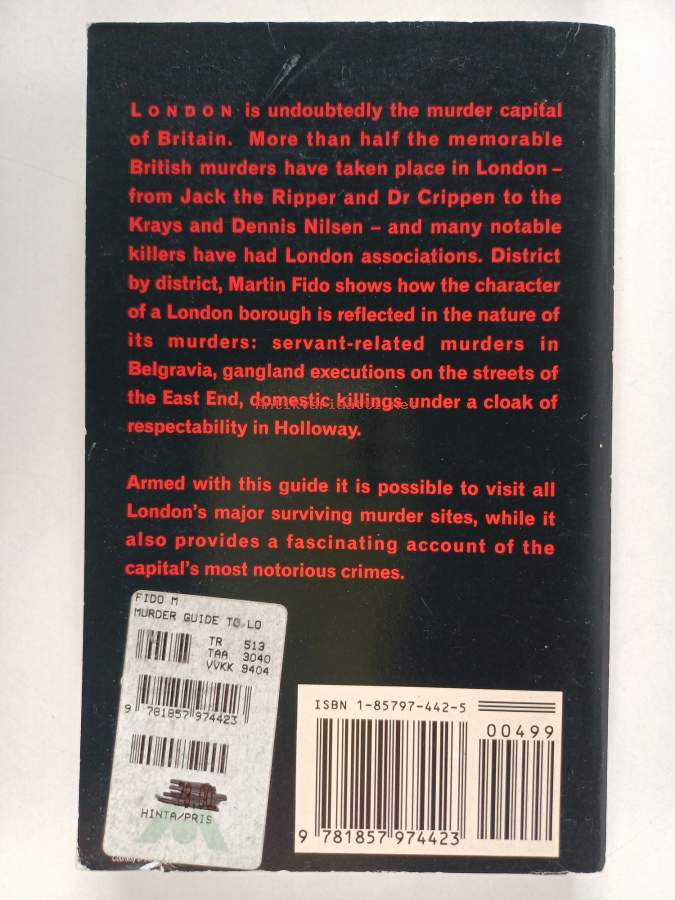 LONDON is undoubtedly the murder capital
of Britain. More than half the memorable
British murders have taken place in London –
from Jack the Ripper and Dr Crippen to the
Krays and Dennis Nilsen – and many notable
killers have had London associations. District
by district, Martin Fido shows how the character
of a London borough is reflected in the nature of
its murders: servant-related murders in
Belgravia, gangland executions on the streets of
the East End, domestic killings under a cloak of
respectability in Holloway.
Armed with this guide it is possible to visit all
London's major surviving murder sites, while it
also provides a fascinating account of the
capital's most notorious crimes.
FIDO M
MURDER GUIDE TO LO
TR 513
TAA 3040
VVKK 9404
9 781857 974423
HINTA/PRIS
ISBN 1-85797-442-5
00499
9 781857 974423